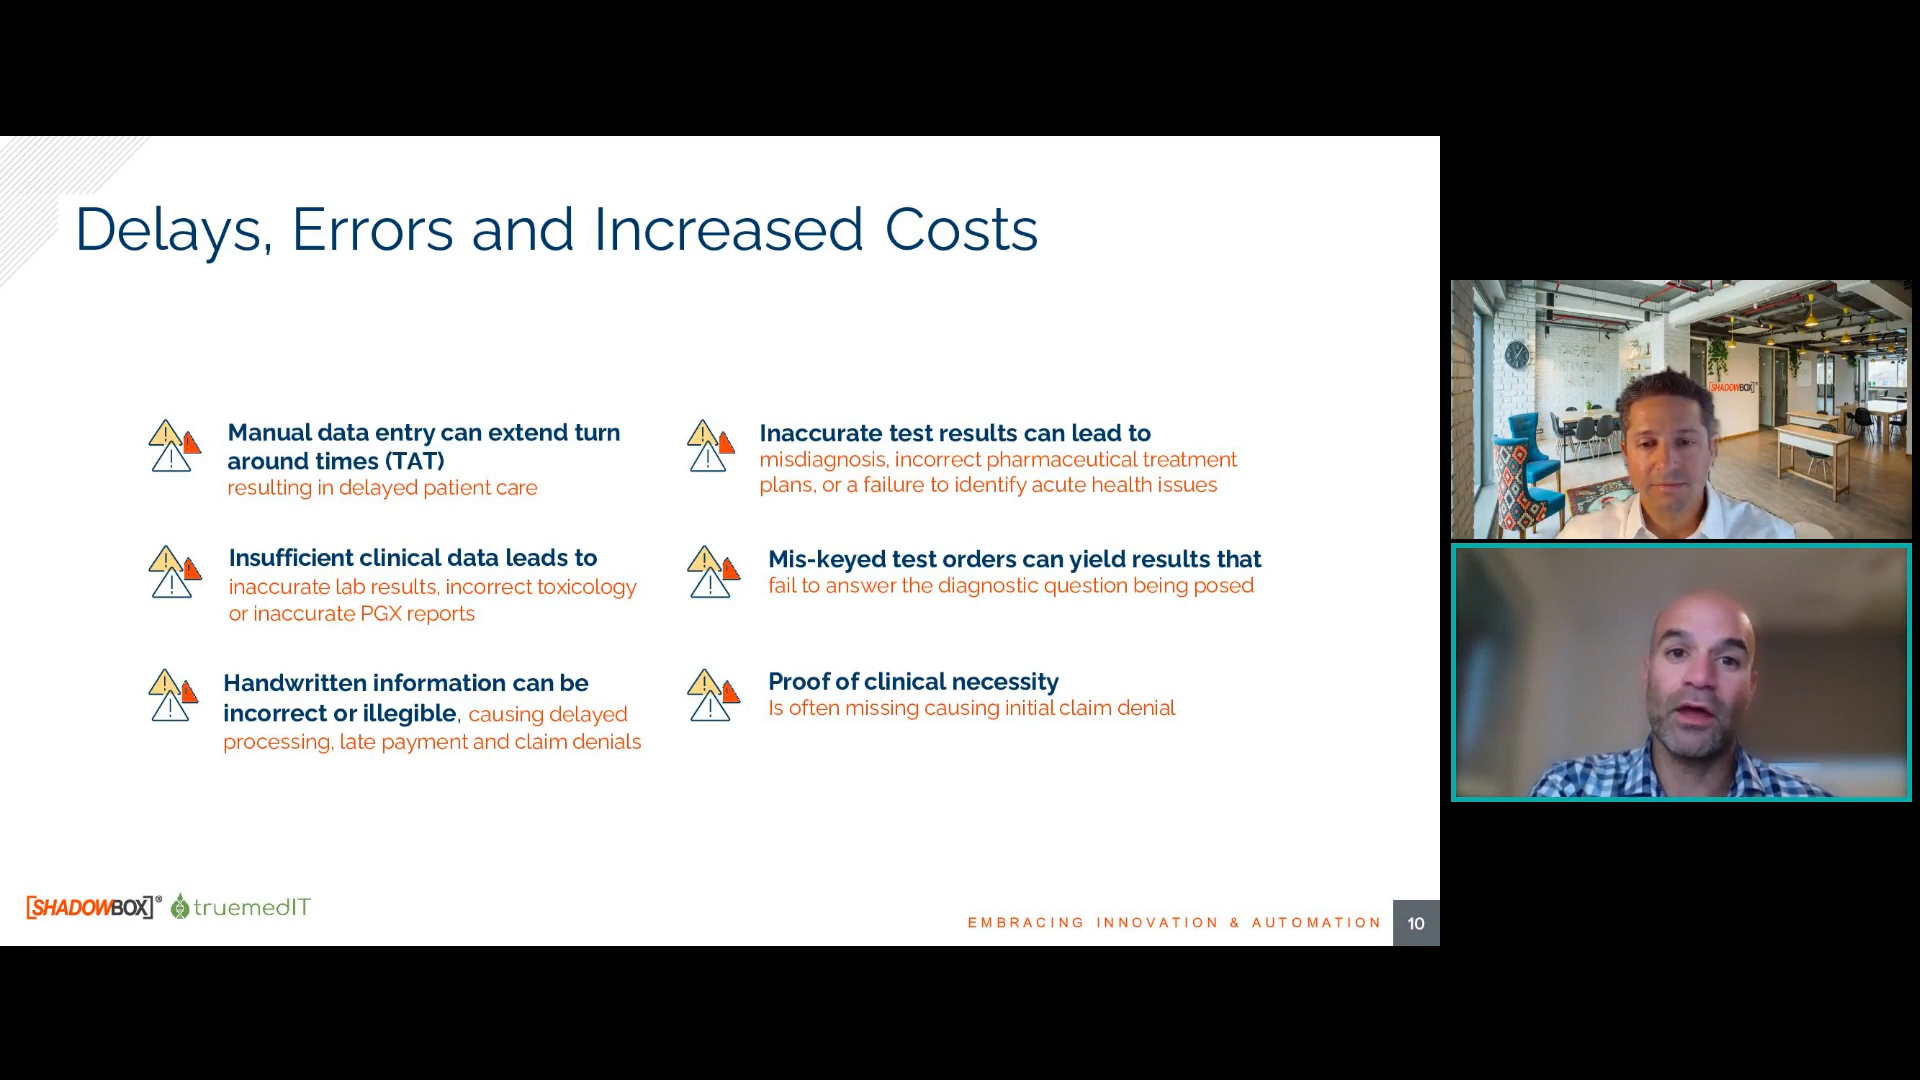 Delays, Errors and Increased Costs
Manual data entry can extend turn
around times (TAT)
resulting in delayed patient care
Insufficient clinical data leads to
inaccurate lab results, incorrect toxicology
or inaccurate PGX reports
Handwritten information can be
incorrect or illegible, causing delayed
processing, late payment and claim denials
Inaccurate test results can lead to
misdiagnosis, incorrect pharmaceutical treatment
plans, or a failure to identify acute health issues
Mis-keyed test orders can yield results that
fail to answer the diagnostic question being posed
Proof of clinical necessity
Is often missing causing initial claim denial
[SHADOWBOX]® truemedIT
EMBRACING INNOVATION & AUTOMATION 10
[SHADOWBOX]